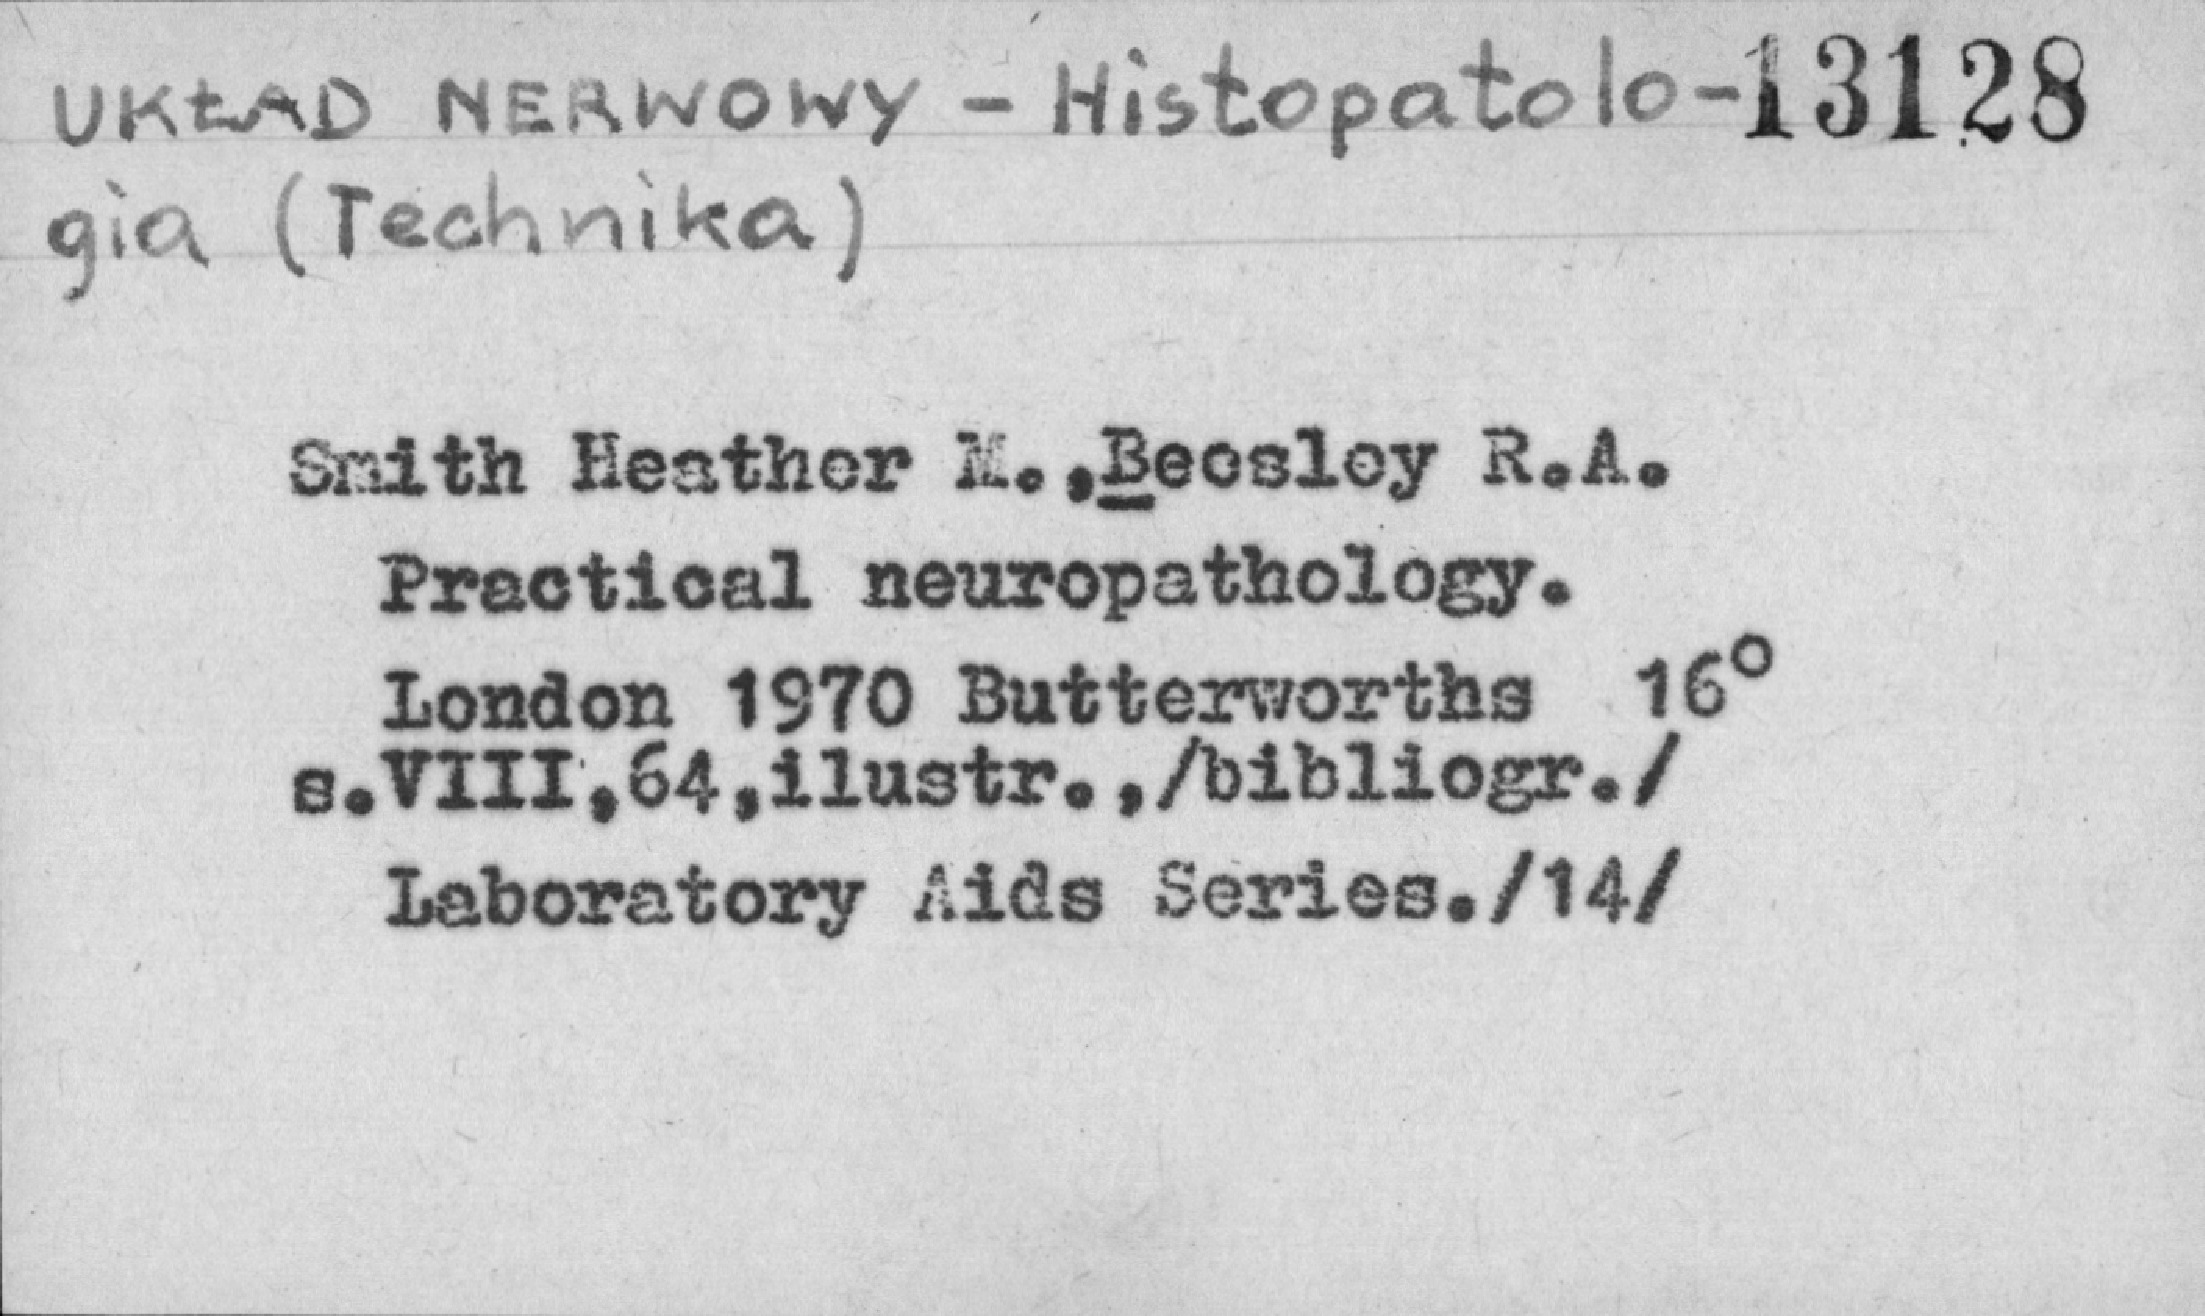 UKŁAD NERWOWY - Histopatolo- 13128
gia (Technika)
Smith Heather M.,Beesley R.A.
Practical neuropathology.
London 1970 Butterworths 16°
s.VIII,64,ilustr.,/bibliogr./
Laboratory Aids Series./14/